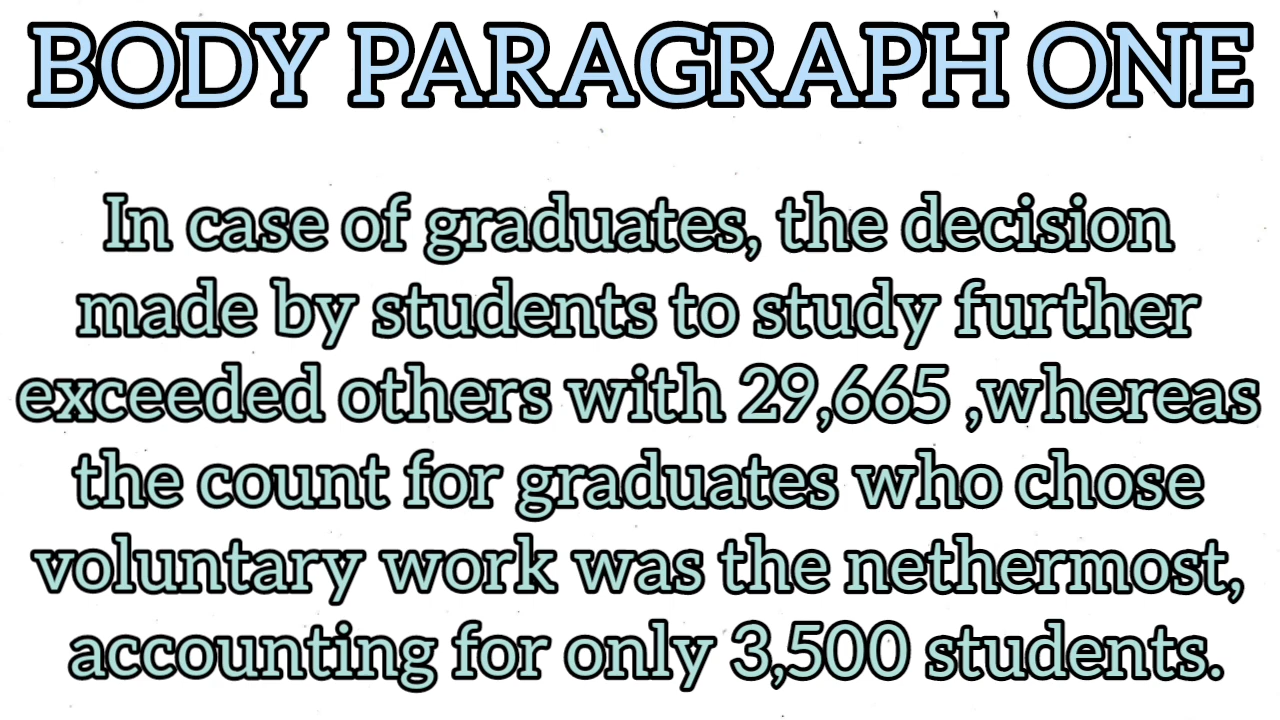 BODY PARAGRAPH ONE
In case of graduates, the decision
made by students to study further
exceeded others with 29,665 ,whereas
the count for graduates who chose
voluntary work was the nethermost,
accounting for only 3,500 students.